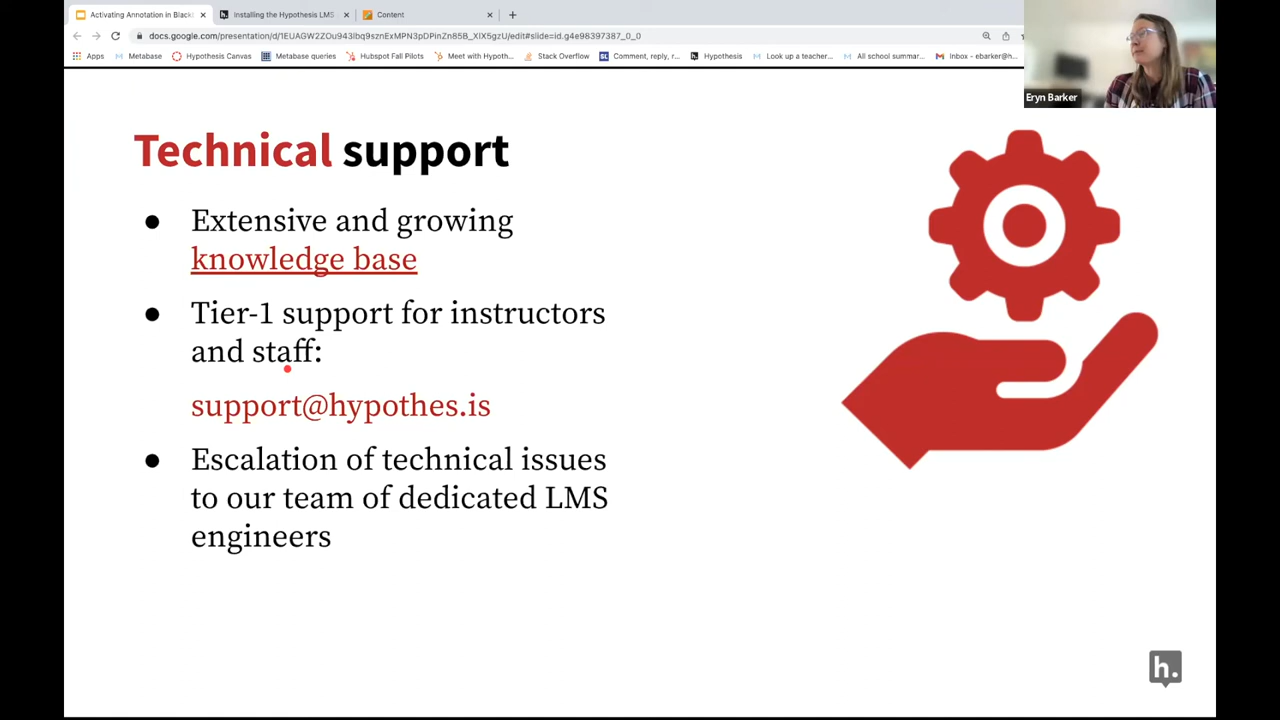 Activating Annotation in Black
Installing the Hypothesis LMS
Content
docs.google.com/presentation/d/1EUAGW2ZOu943Ibq9sznExMPN3pDPinZn85B_XIX5gzU/edit#slide=id.g4e98397387_0_0
Apps
Metabase
Hypothesis Canvas
Metabase queries
Hubspot Fall Pilots
Meet with Hypoth...
Stack Overflow
Comment, reply, r...
Hypothesis
Look up a teacher...
All school summar...
Inbox - ebarker@h...
Eryn Barker
Technical support
● Extensive and growing
knowledge base
● Tier-1 support for instructors
and staff:
support@hypothes.is
● Escalation of technical issues
to our team of dedicated LMS
engineers
h.